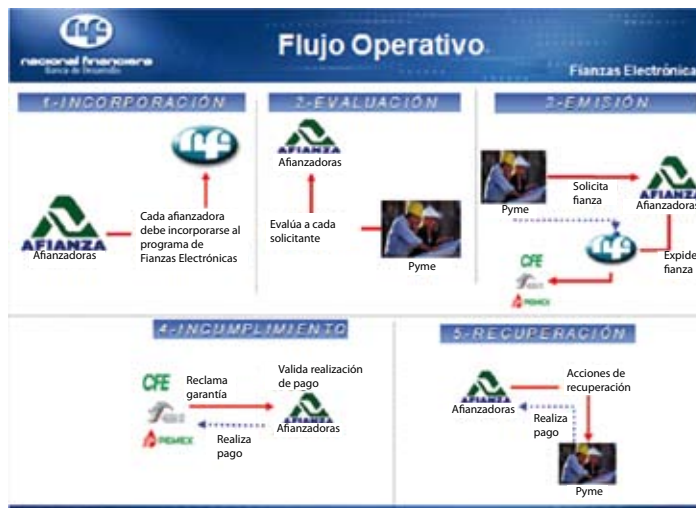 nacional financiera
Banca de Desarrollo
Flujo Operativo
Fianzas Electrónica
1-INCORPORACIÓN
AFIANZA
Afianzadoras
Cada afianzadora
debe incorporarse al
programa de
Fianzas Electrónicas
2-EVALUACIÓN
AFIANZA
Afianzadoras
Evalúa a cada
solicitante
Pyme
3-EMISIÓN
Pyme
Solicita
fianza
AFIANZA
Afianzadoras
Expide
fianza
CFE
PEMEX
4-INCUMPLIMIENTO
CFE
PEMEX
Reclama
garantía
Valida realización
de pago
AFIANZA
Afianzadoras
Realiza
pago
5-RECUPERACIÓN
AFIANZA
Afianzadoras
Acciones de
recuperación
Realiza
pago
Pyme